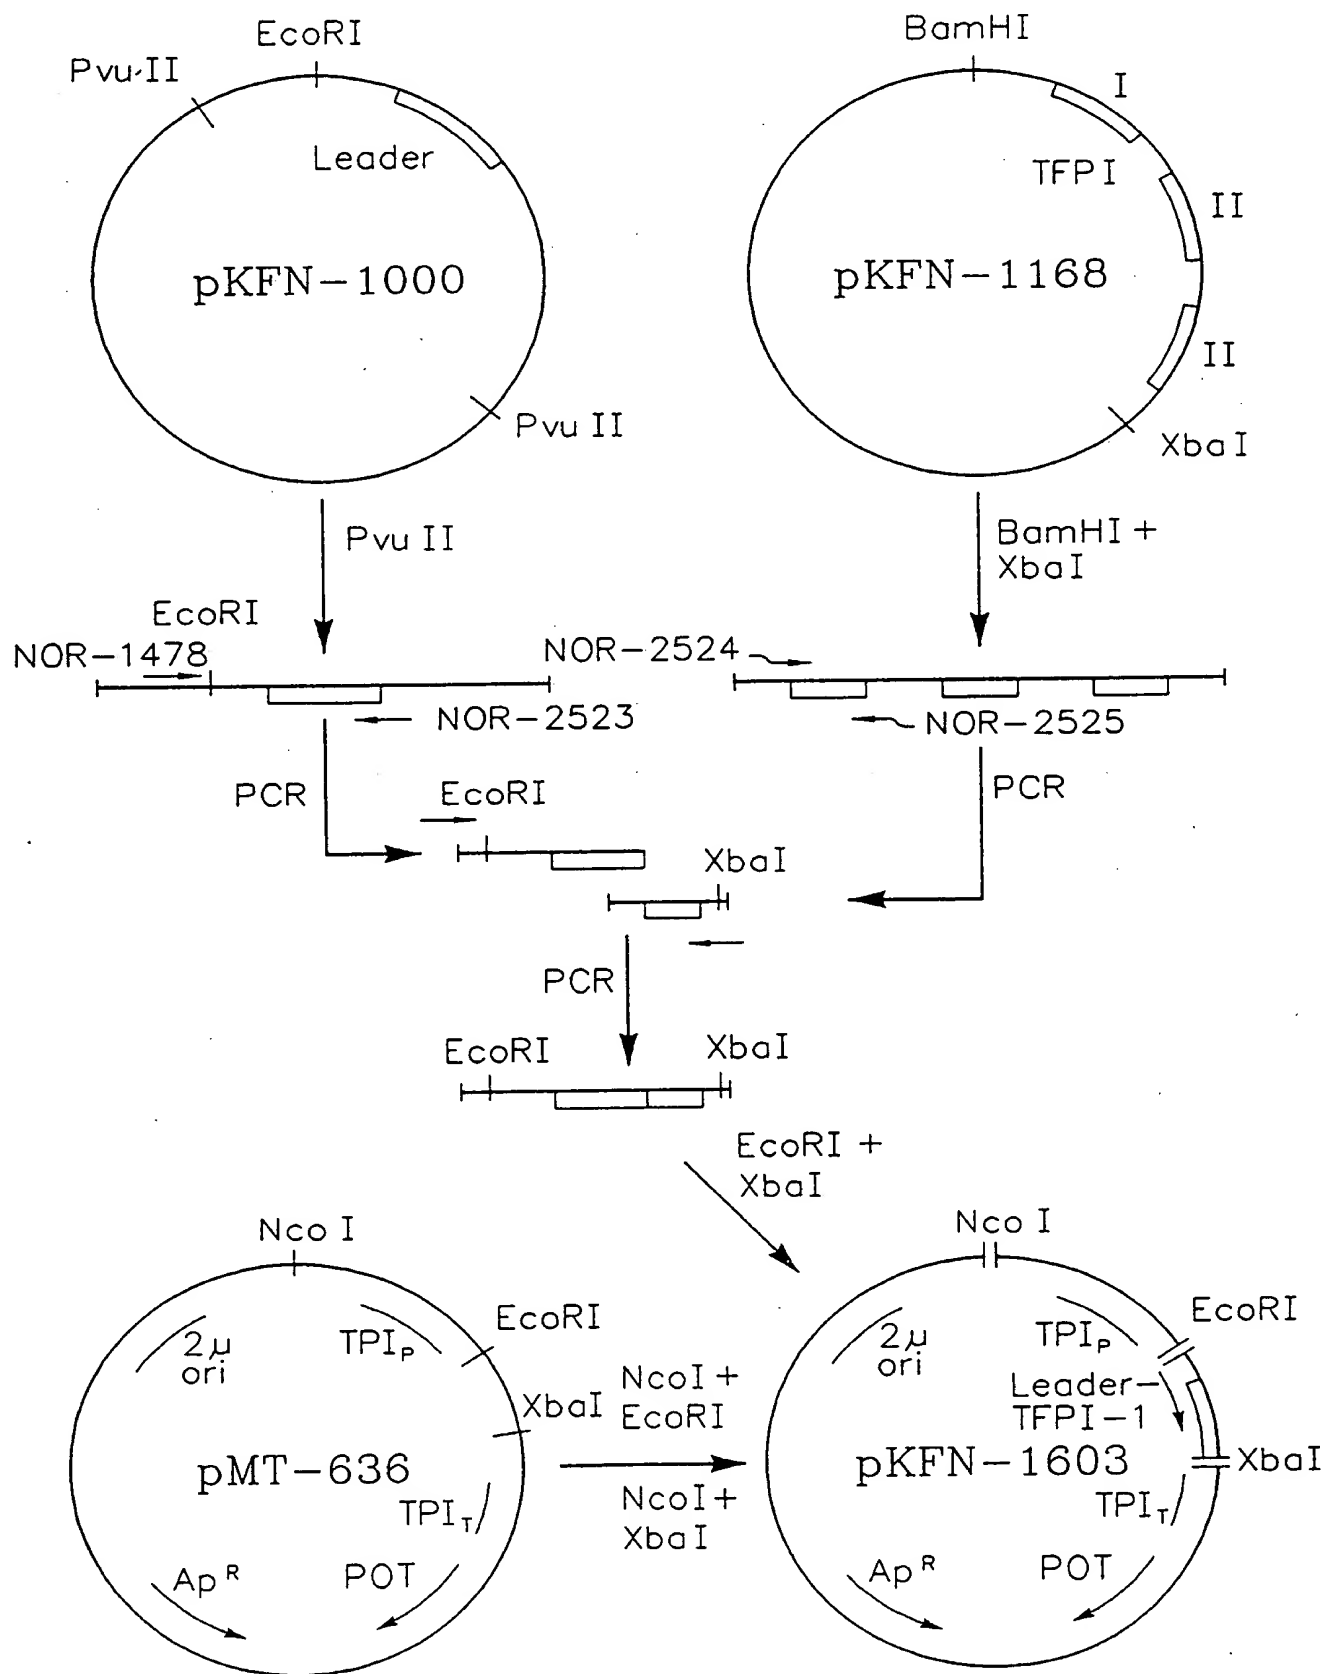 EcoRI
Pvu II
Leader
pKFN-1000
Pvu II
BamHI
I
TFPI
II
pKFN-1168
II
XbaI
Pvu II
BamHI +
XbaI
EcoRI
NOR-1478
NOR-2523
NOR-2524
NOR-2525
PCR
EcoRI
PCR
XbaI
PCR
EcoRI
XbaI
EcoRI +
XbaI
Nco I
2μ
ori
TPIP
EcoRI
XbaI
pMT-636
TPIT
ApR
POT
NcoI +
EcoRI
NcoI+
XbaI
Nco I
2μ
ori
TPIP
EcoRI
Leader-
TFPI-1
pKFN-1603
XbaI
TPIT
ApR
POT